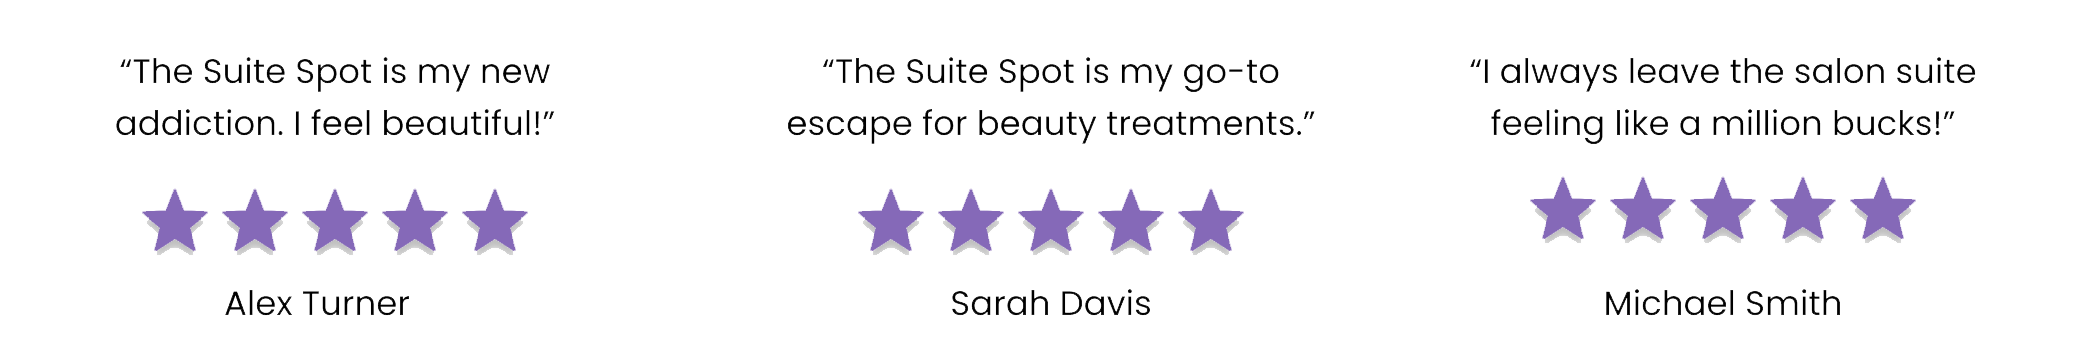 “The Suite Spot is my new
addiction. I feel beautiful!”
Alex Turner
“The Suite Spot is my go-to
escape for beauty treatments.”
Sarah Davis
“I always leave the salon suite
feeling like a million bucks!”
Michael Smith